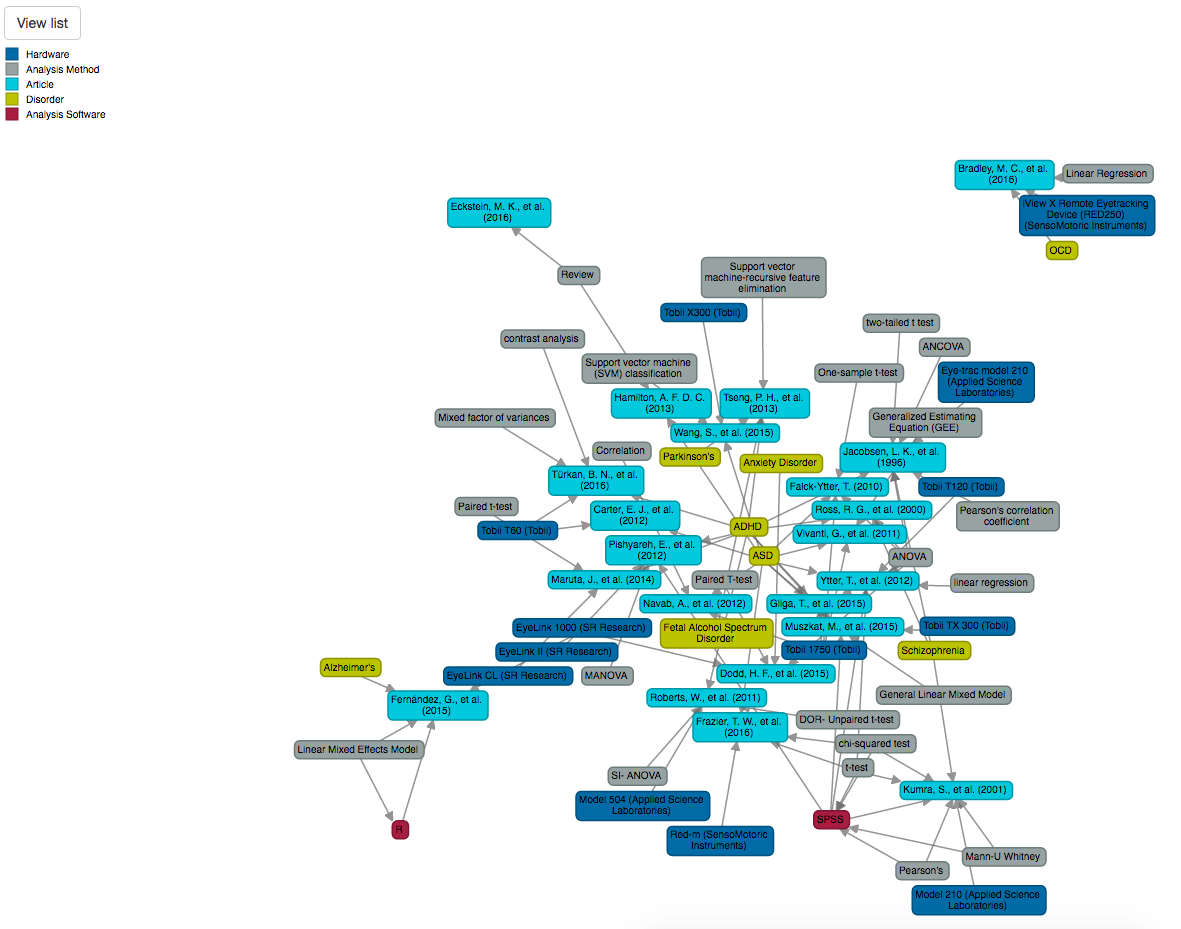 View list
Hardware
Analysis Method
Article
Disorder
Analysis Software
Bradley, M. C., et al.
(2016)
Linear Regression
iView X Remote Eyetracking
Device (RED250)
(SensoMotoric Instruments)
OCD
Eckstein, M. K., et al.
(2016)
Review
Support vector
machine-recursive feature
elimination
Tobii X300 (Tobii)
two-tailed t test
contrast analysis
ANCOVA
Support vector machine
(SVM) classification
One-sample t-test
Eye-trac model 210
(Applied Science
Laboratories)
Hamilton, A. F. D. C.
(2013)
Tseng, P. H., et al.
(2013)
Mixed factor of variances
Generalized Estimating
Equation (GEE)
Wang, S., et al. (2015)
Correlation
Parkinson's
Anxiety Disorder
Jacobsen, L. K., et al.
(1996)
Türkan, B. N., et al.
(2016)
Falck-Ytter, T. (2010)
Tobii T120 (Tobii)
Paired t-test
Carter, E. J., et al.
(2012)
Ross, R. G., et al. (2000)
Pearson's correlation
coefficient
Tobii T60 (Tobii)
ADHD
Vivanti, G., et al. (2011)
Pishyareh, E., et al.
(2012)
ASD
ANOVA
Maruta, J., et al. (2014)
Paired T-test
Ytter, T., et al. (2012)
linear regression
Navab, A., et al. (2012)
Gliga, T., et al. (2015)
EyeLink 1000 (SR Research)
Fetal Alcohol Spectrum
Disorder
Muszkat, M., et al. (2015)
Tobii TX 300 (Tobii)
EyeLink II (SR Research)
Tobii 1750 (Tobii)
Schizophrenia
Alzheimer's
EyeLink CL (SR Research)
MANOVA
Dodd, H. F., et al. (2015)
Fernández, G., et al.
(2015)
Roberts, W., et al. (2011)
General Linear Mixed Model
Frazier, T. W., et al.
(2016)
DOR- Unpaired t-test
Linear Mixed Effects Model
chi-squared test
SI- ANOVA
t-test
Model 504 (Applied Science
Laboratories)
Kumra, S., et al. (2001)
R
SPSS
Red-m (SensoMotoric
Instruments)
Mann-U Whitney
Pearson's
Model 210 (Applied Science
Laboratories)